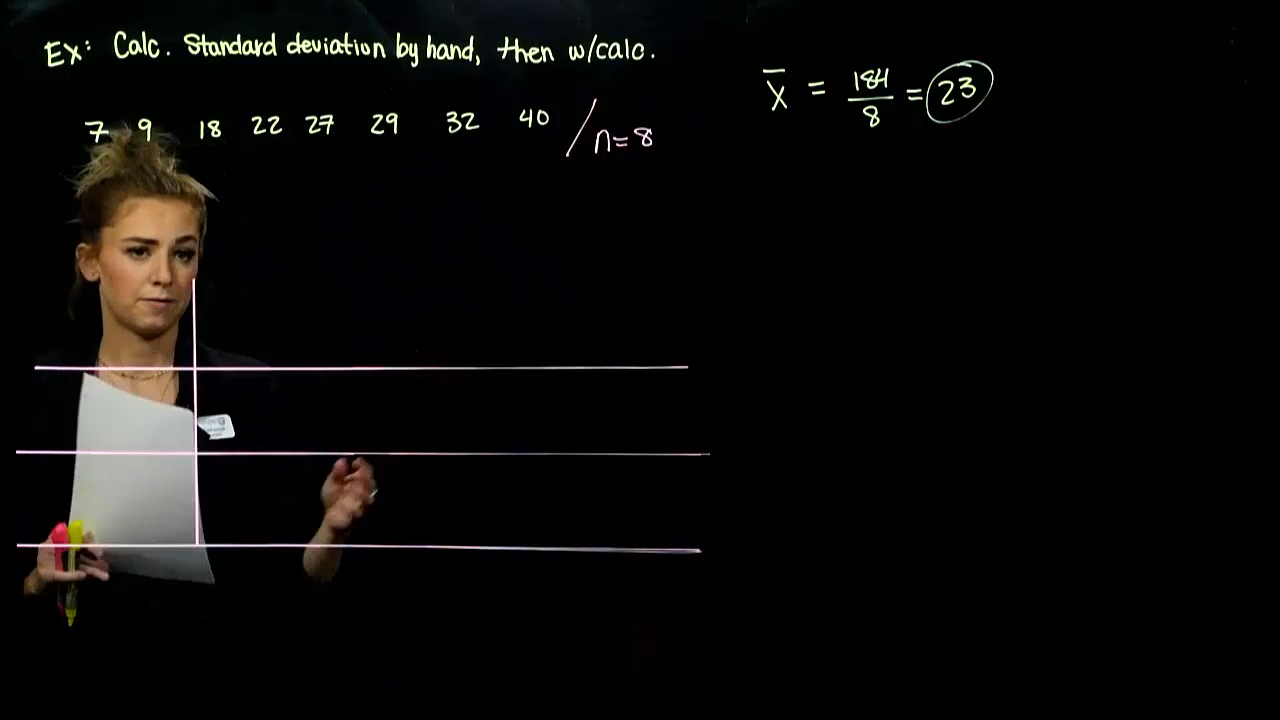 Ex: Calc. Standard deviation by hand, then w/calc.
7 9 18 22 27 29 32 40 / n=8
x̄ = 184/8 = 23